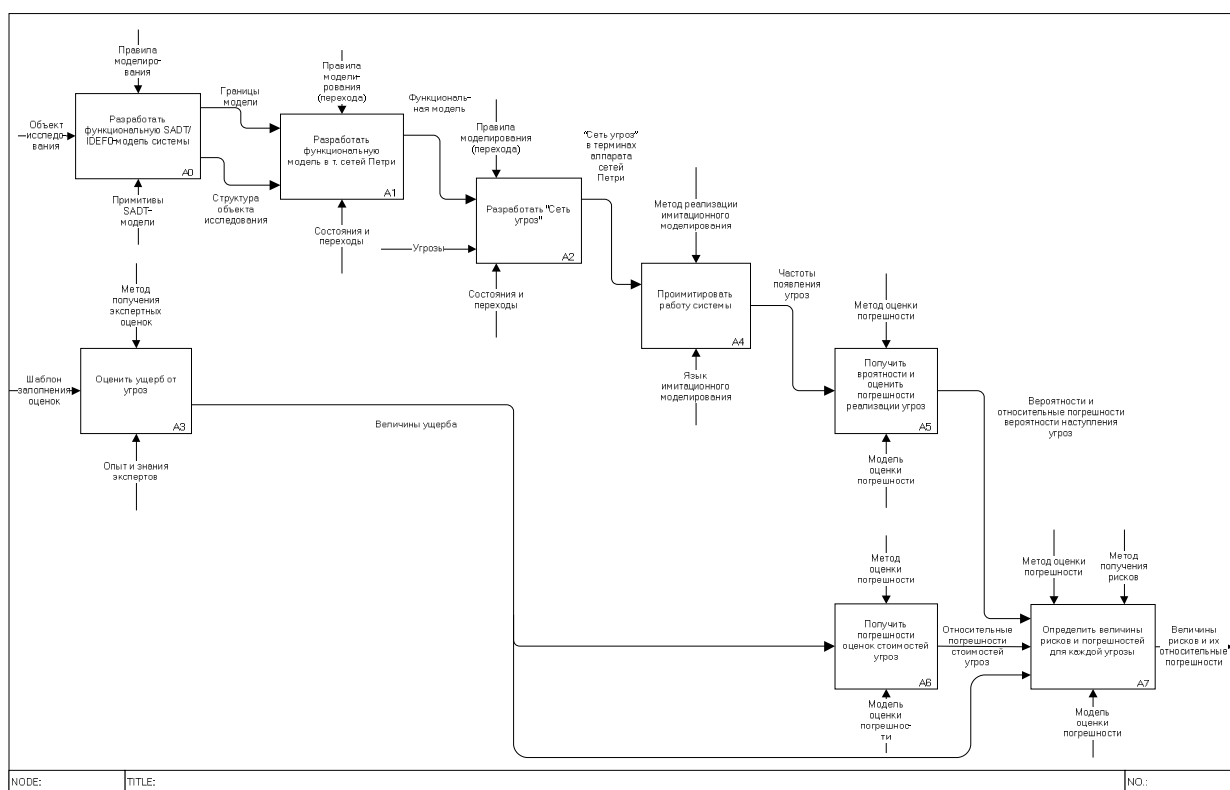 Правила
моделиро-
вания
Объект
исследо-
вания
Разработать
функциональную SADT/
IDEF0-модель системы
A0
Примитивы
SADT-
модели
Границы
модели
Структура
объекта
исследования
Правила
модели-
рования
(перехода)
Разработать
функциональную
модель в т. сетей Петри
A1
Состояния и
переходы
Функциональ-
ная модель
Правила
моделирования
(перехода)
Угрозы
Разработать "Сеть
угроз"
A2
Состояния и
переходы
"Сеть угроз"
в терминах
аппарата
сетей
Петри
Метод реализации
имитационного
моделирования
Проимитировать
работу системы
A4
Язык
имитационного
моделирования
Частоты
появления
угроз
Метод оценки
погрешности
Получить
вроятности и
оценить
погрешности
реализации угроз
A5
Модель
оценки
погрешности
Вероятности и
относительные погрешности
вероятности наступления
угроз
Метод
получения
экспертных
оценок
Шаблон
заполнения
оценок
Оценить ущерб от
угроз
A3
Опыт и знания
экспертов
Величины ущерба
Метод
оценки
погрешности
Получить
погрешности
оценок стоимостей
угроз
A6
Модель
оценки
погрешнос-
ти
Относительные
погрешности
стоимостей
угроз
Метод оценки
погрешности
Метод
получения
рисков
Определить величины
рисков и погрешностей
для каждой угрозы
A7
Модель
оценки
погрешности
Величины
рисков и их
относительные
погрешности
NODE:
TITLE:
NO.: